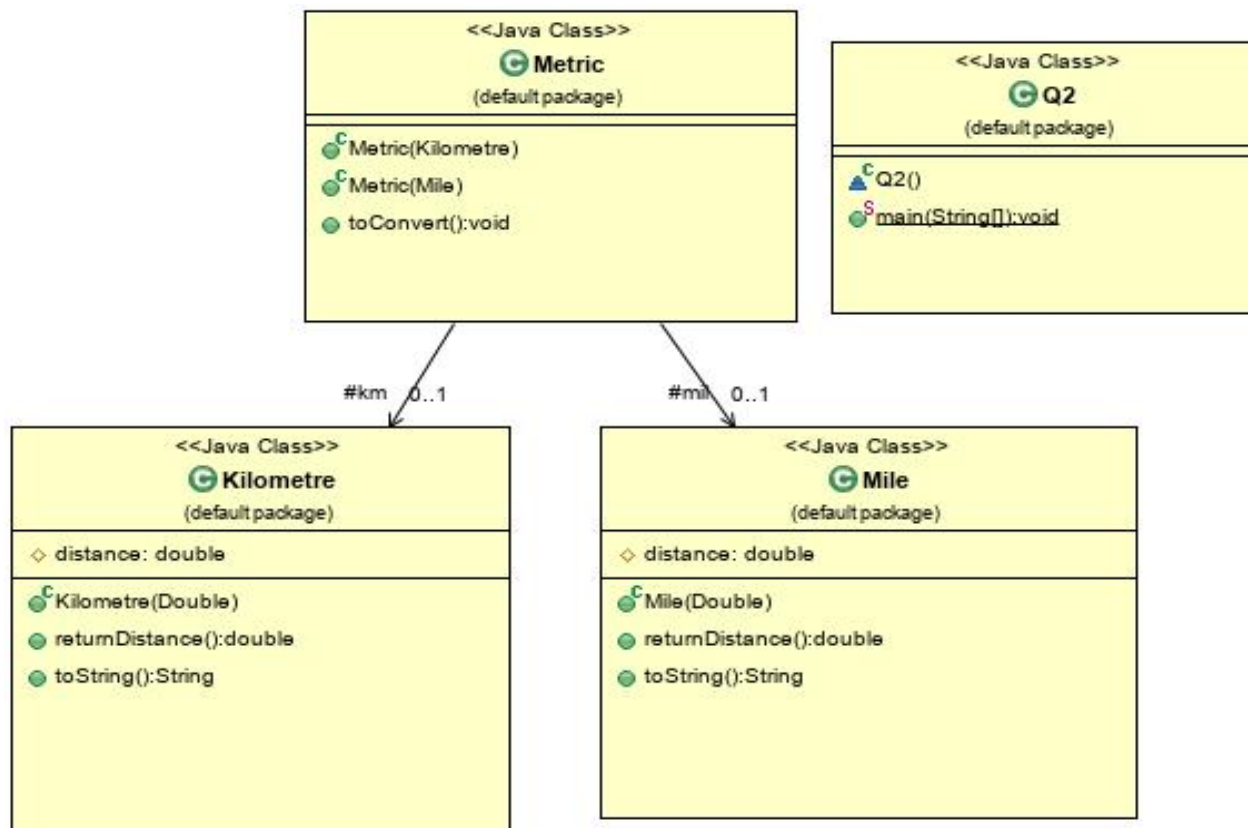 <<Java Class>>
C Metric
(default package)
C Metric(Kilometre)
C Metric(Mile)
toConvert():void
<<Java Class>>
C Q2
(default package)
C Q2()
S main(String[]):void
#km 0..1
#mil 0..1
<<Java Class>>
C Kilometre
(default package)
distance: double
C Kilometre(Double)
returnDistance():double
toString():String
<<Java Class>>
C Mile
(default package)
distance: double
C Mile(Double)
returnDistance():double
toString():String